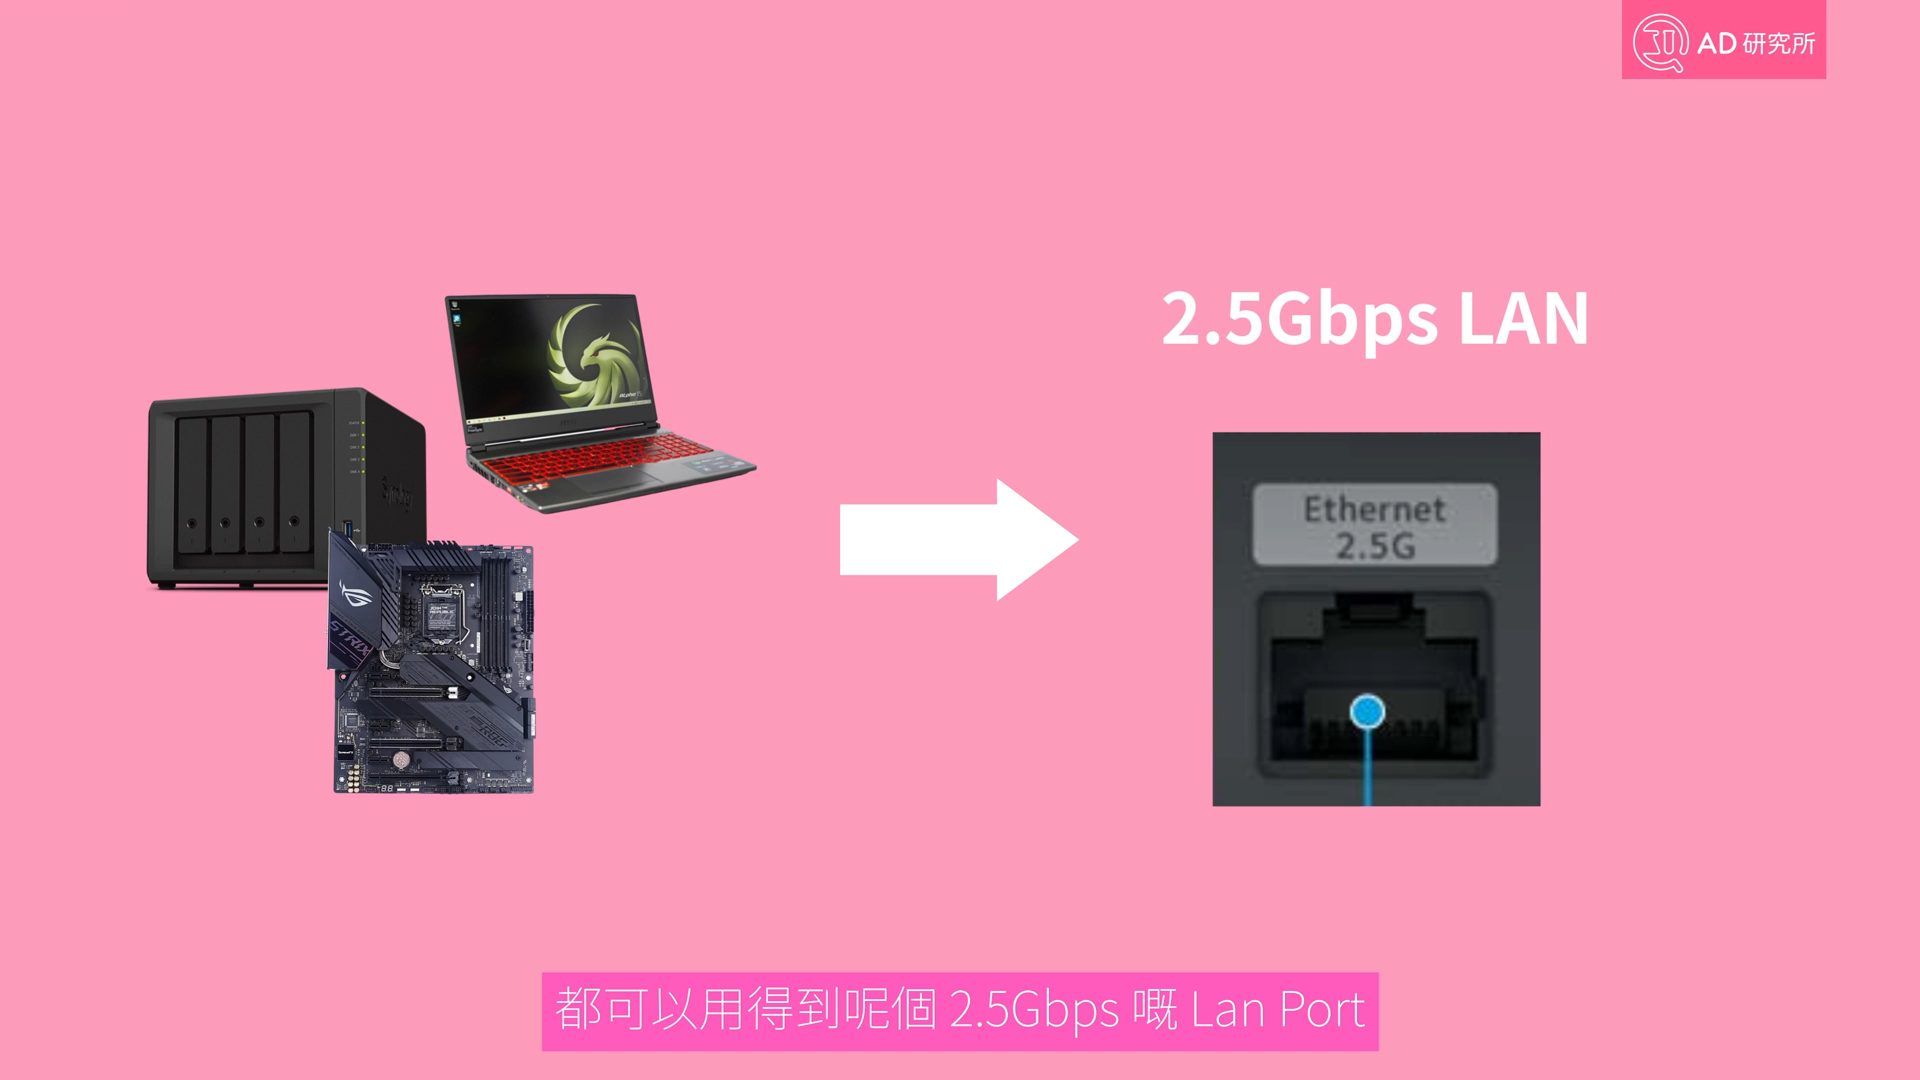 AD 研究所
2.5Gbps LAN
Ethernet
2.5G
STRIX
都可以用得到呢個 2.5Gbps 嘅 Lan Port